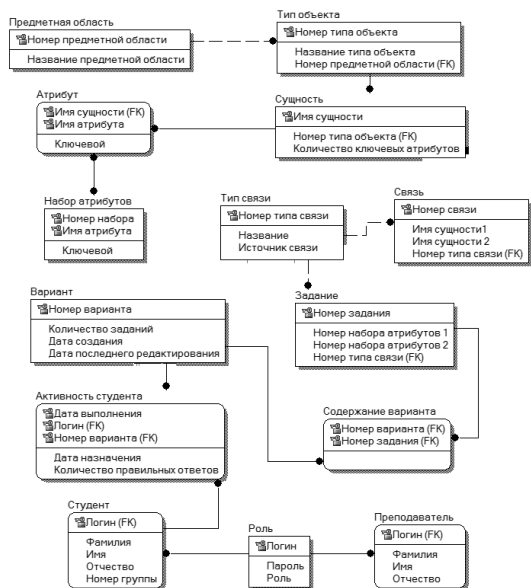 Предметная область
Номер предметной области
Название предметной области
Тип объекта
Номер типа объекта
Название типа объекта
Номер предметной области (FK)
Атрибут
Имя сущности (FK)
Имя атрибута
Ключевой
Сущность
Имя сущности
Номер типа объекта (FK)
Количество ключевых атрибутов
Набор атрибутов
Номер набора
Имя атрибута
Ключевой
Тип связи
Номер типа связи
Название
Источник связи
Связь
Номер связи
Имя сущности1
Имя сущности 2
Номер типа связи (FK)
Вариант
Номер варианта
Количество заданий
Дата создания
Дата последнего редактирования
Задание
Номер задания
Номер набора атрибутов 1
Номер набора атрибутов 2
Номер типа связи (FK)
Активность студента
Дата выполнения
Логин (FK)
Номер варианта (FK)
Дата назначения
Количество правильных ответов
Содержание варианта
Номер варианта (FK)
Номер задания (FK)
Студент
Логин (FK)
Фамилия
Имя
Отчество
Номер группы
Роль
Логин
Пароль
Роль
Преподаватель
Логин (FK)
Фамилия
Имя
Отчество